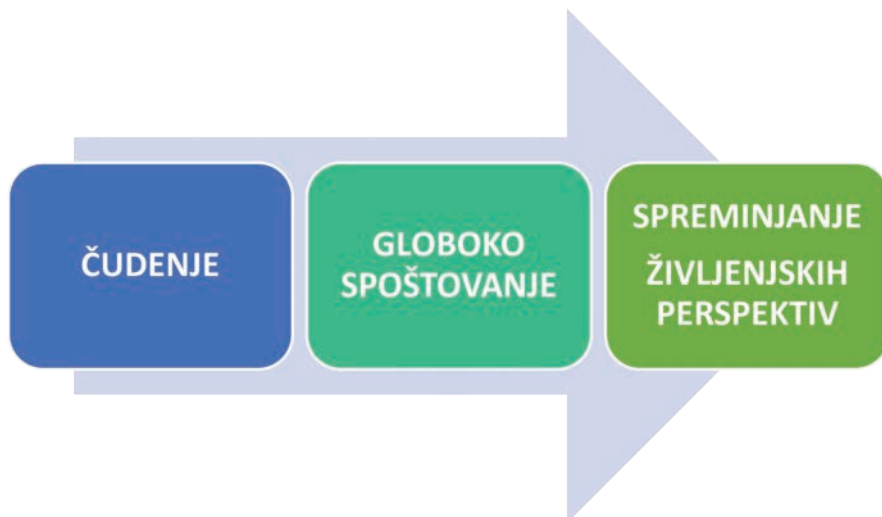 ČUDENJE
GLOBOKO
SPOŠTOVANJE
SPREMINJANJE
ŽIVLJENJSKIH
PERSPEKTIV